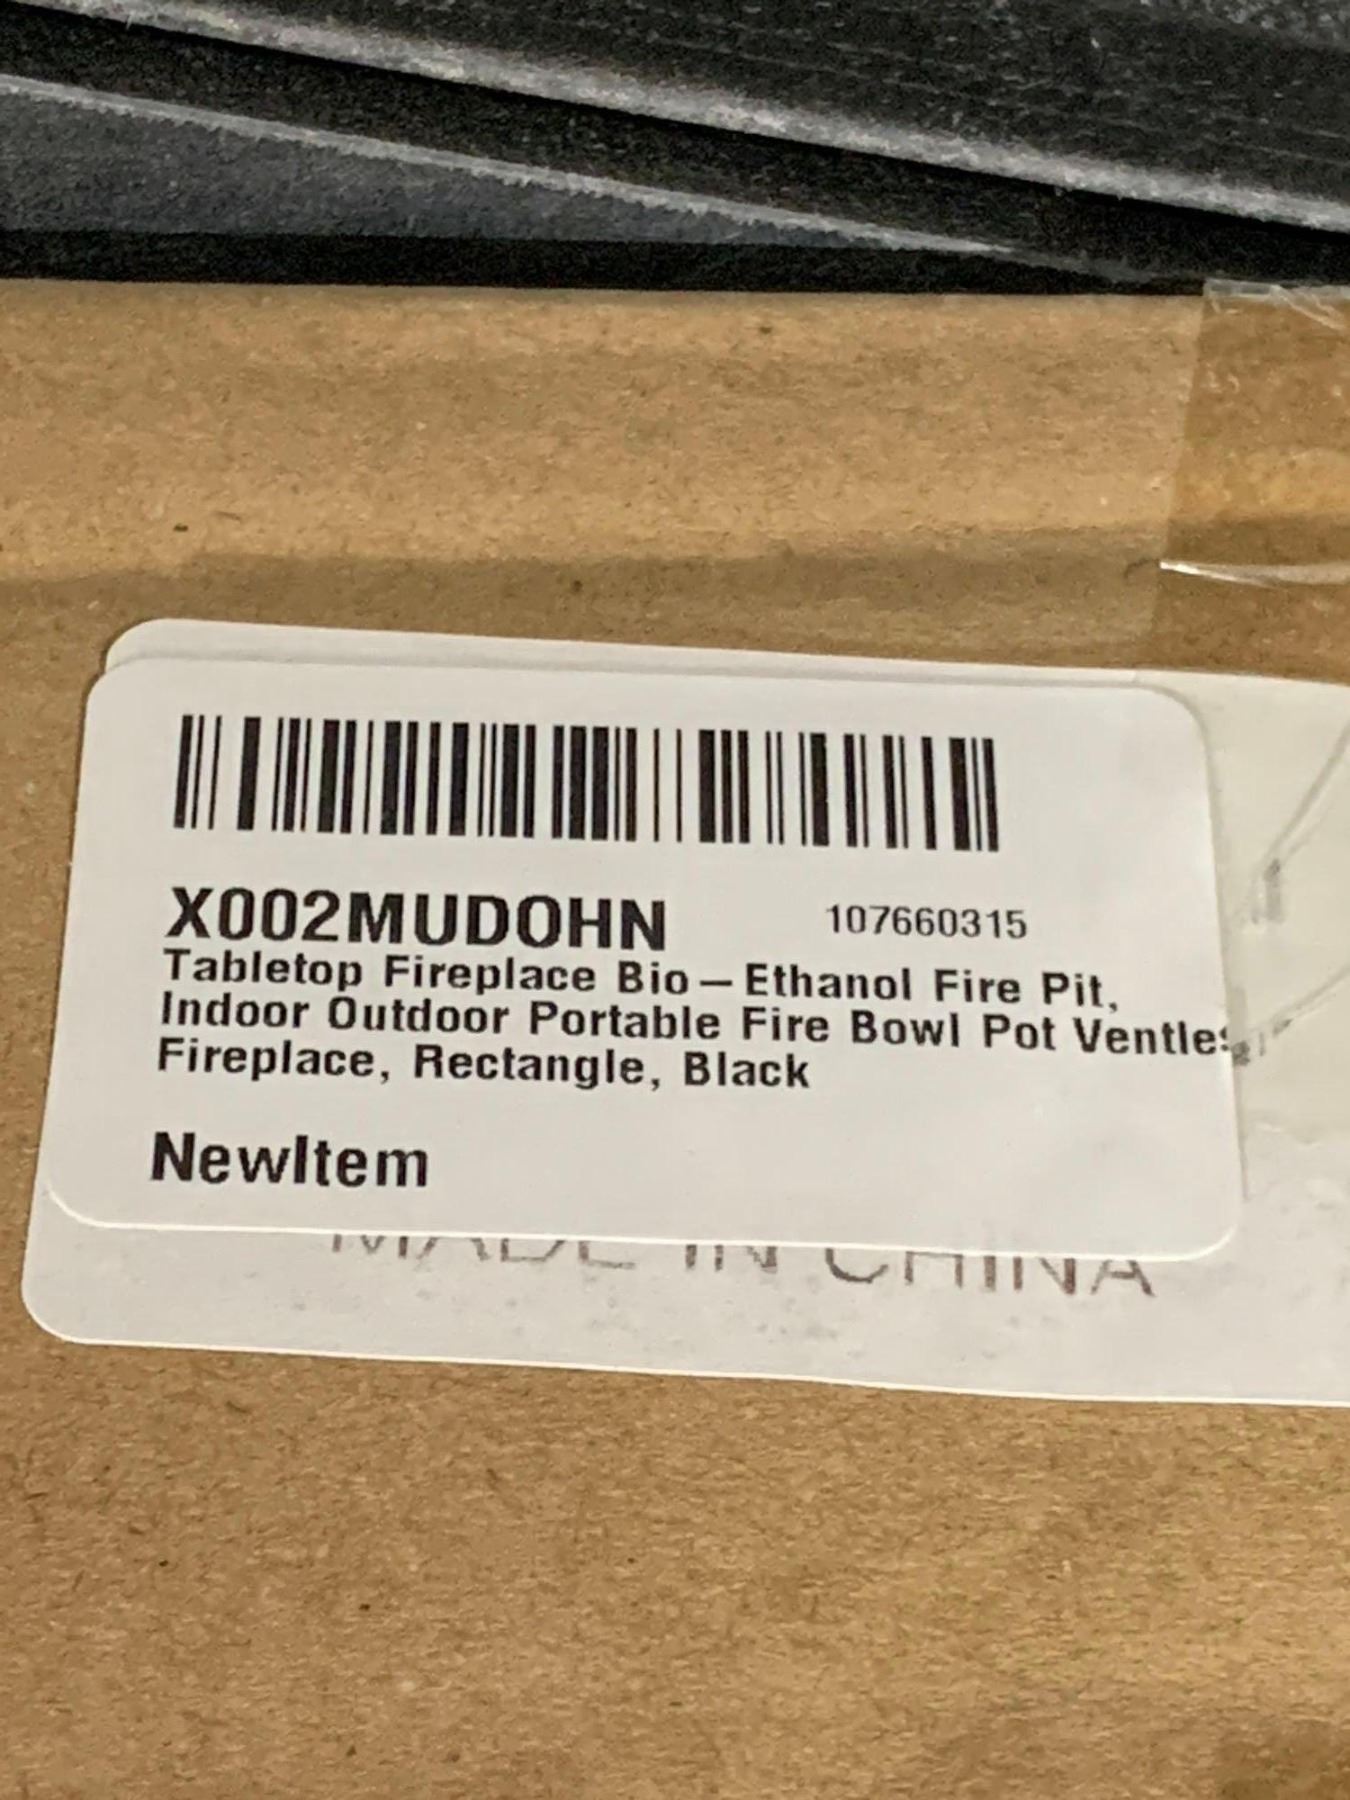 X002MUDOHN 107660315
Tabletop Fireplace Bio-Ethanol Fire Pit,
Indoor Outdoor Portable Fire Bowl Pot Ventles
Fireplace, Rectangle, Black
NewItem
MADE IN CHINA